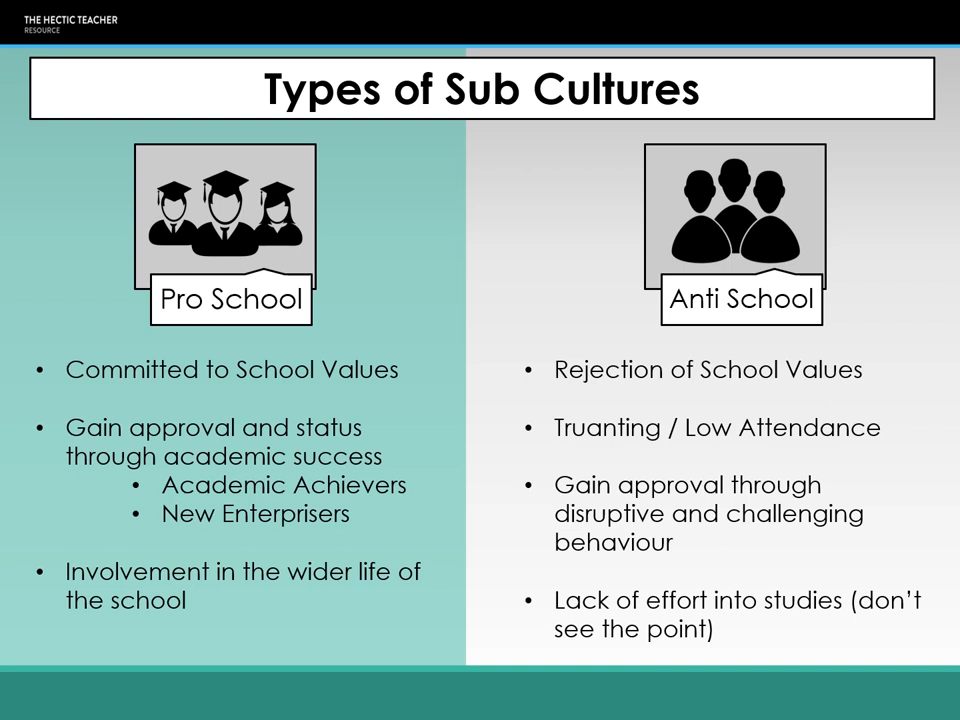 THE HECTIC TEACHER
RESOURCE
Types of Sub Cultures
Pro School
• Committed to School Values
• Gain approval and status
through academic success
• Academic Achievers
• New Enterprisers
• Involvement in the wider life of
the school
Anti School
• Rejection of School Values
• Truanting / Low Attendance
• Gain approval through
disruptive and challenging
behaviour
• Lack of effort into studies (don’t
see the point)